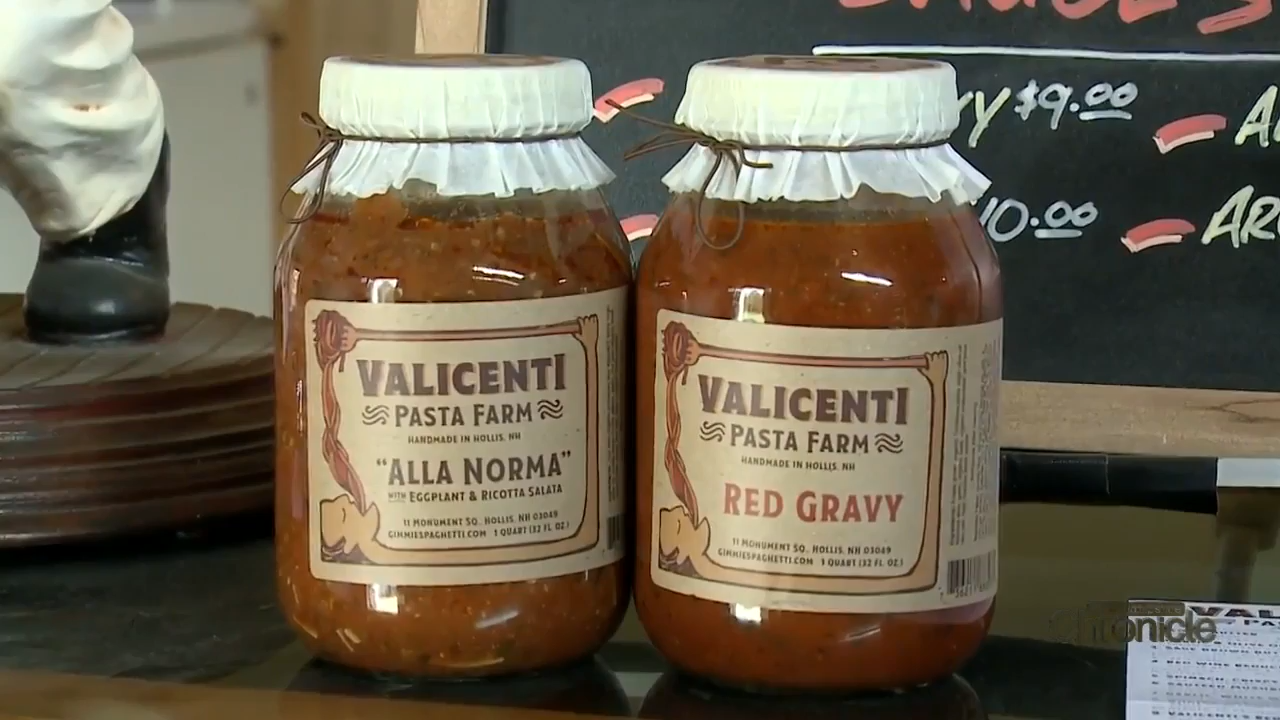 SAUCES
Y $9.00
10.00
VALICENTI
PASTA FARM
HANDMADE IN HOLLIS, NH
"ALLA NORMA"
WITH EGGPLANT & RICOTTA SALATA
11 MONUMENT SQ., HOLLIS, NH 03049
GIMMIESPAGHETTI.COM 1 QUART (32 FL OZ.)
VALICENTI
PASTA FARM
HANDMADE IN HOLLIS, NH
RED GRAVY
11 MONUMENT SQ., HOLLIS, NH 03049
GIMMIESPAGHETTI.COM 1 QUART (32 FL OZ.)
Chronicle